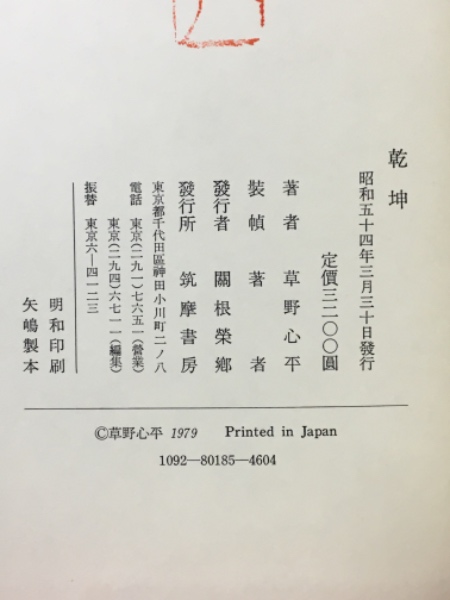 乾坤
昭和五十四年三月三十日發行
定價三二〇〇圓
著者 草野心平
裝幀 著者
發行者 關根榮鄕
發行所 筑摩書房
東京都千代田區神田小川町二ノ八
電話 東京(二九一)七六五一(營業)
東京(二九四)六七一一(編集)
振替 東京六―四一二三
明和印刷
矢嶋製本
©草野心平 1979 Printed in Japan
1092―80185―4604